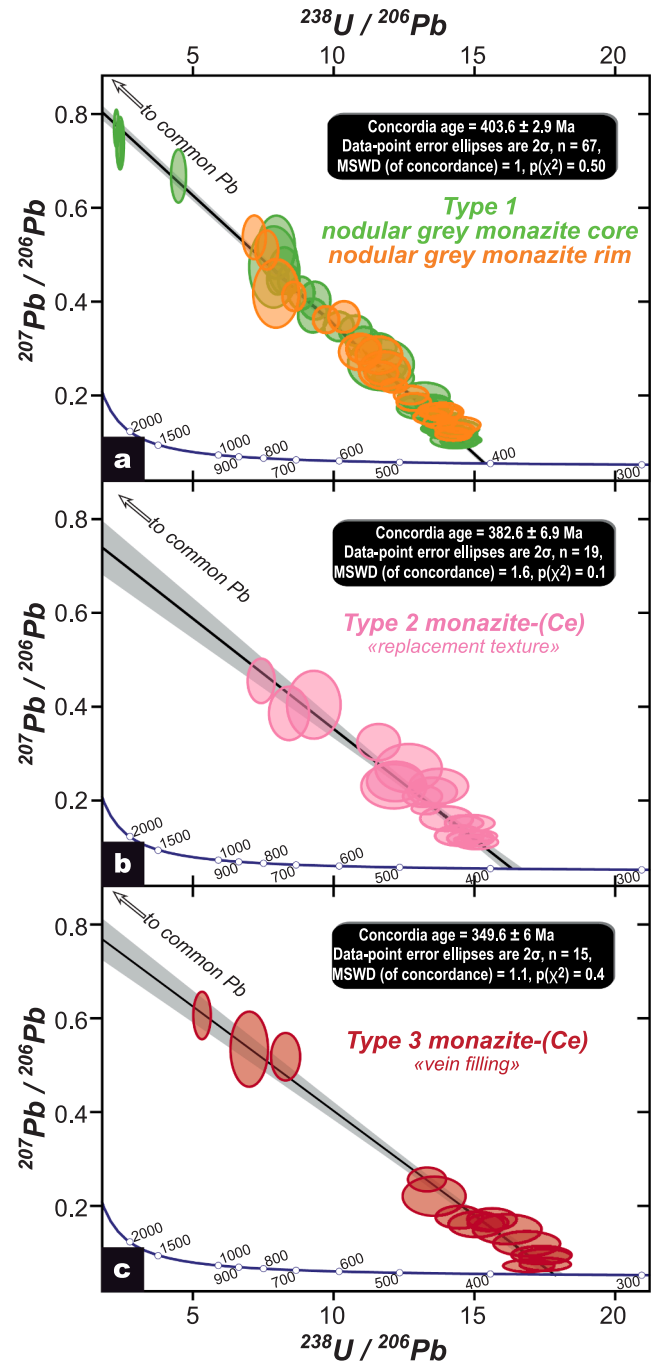 238U / 206Pb
5 10 15 20
0.8
0.6
0.4
0.2
207Pb / 206Pb
to common Pb
Concordia age = 403.6 ± 2.9 Ma
Data-point error ellipses are 2σ, n = 67,
MSWD (of concordance) = 1, p(χ2) = 0.50
Type 1
nodular grey monazite core
nodular grey monazite rim
2000
1500
1000
900
800
700
600
500
400
300
a
0.8
0.6
0.4
0.2
207Pb / 206Pb
to common Pb
Concordia age = 382.6 ± 6.9 Ma
Data-point error ellipses are 2σ, n = 19,
MSWD (of concordance) = 1.6, p(χ2) = 0.1
Type 2 monazite-(Ce)
«replacement texture»
2000
1500
1000
900
800
700
600
500
400
300
b
0.8
0.6
0.4
0.2
207Pb / 206Pb
to common Pb
Concordia age = 349.6 ± 6 Ma
Data-point error ellipses are 2σ, n = 15,
MSWD (of concordance) = 1.1, p(χ2) = 0.4
Type 3 monazite-(Ce)
«vein filling»
2000
1500
1000
900
800
700
600
500
400
300
c
5 10 15 20
238U / 206Pb